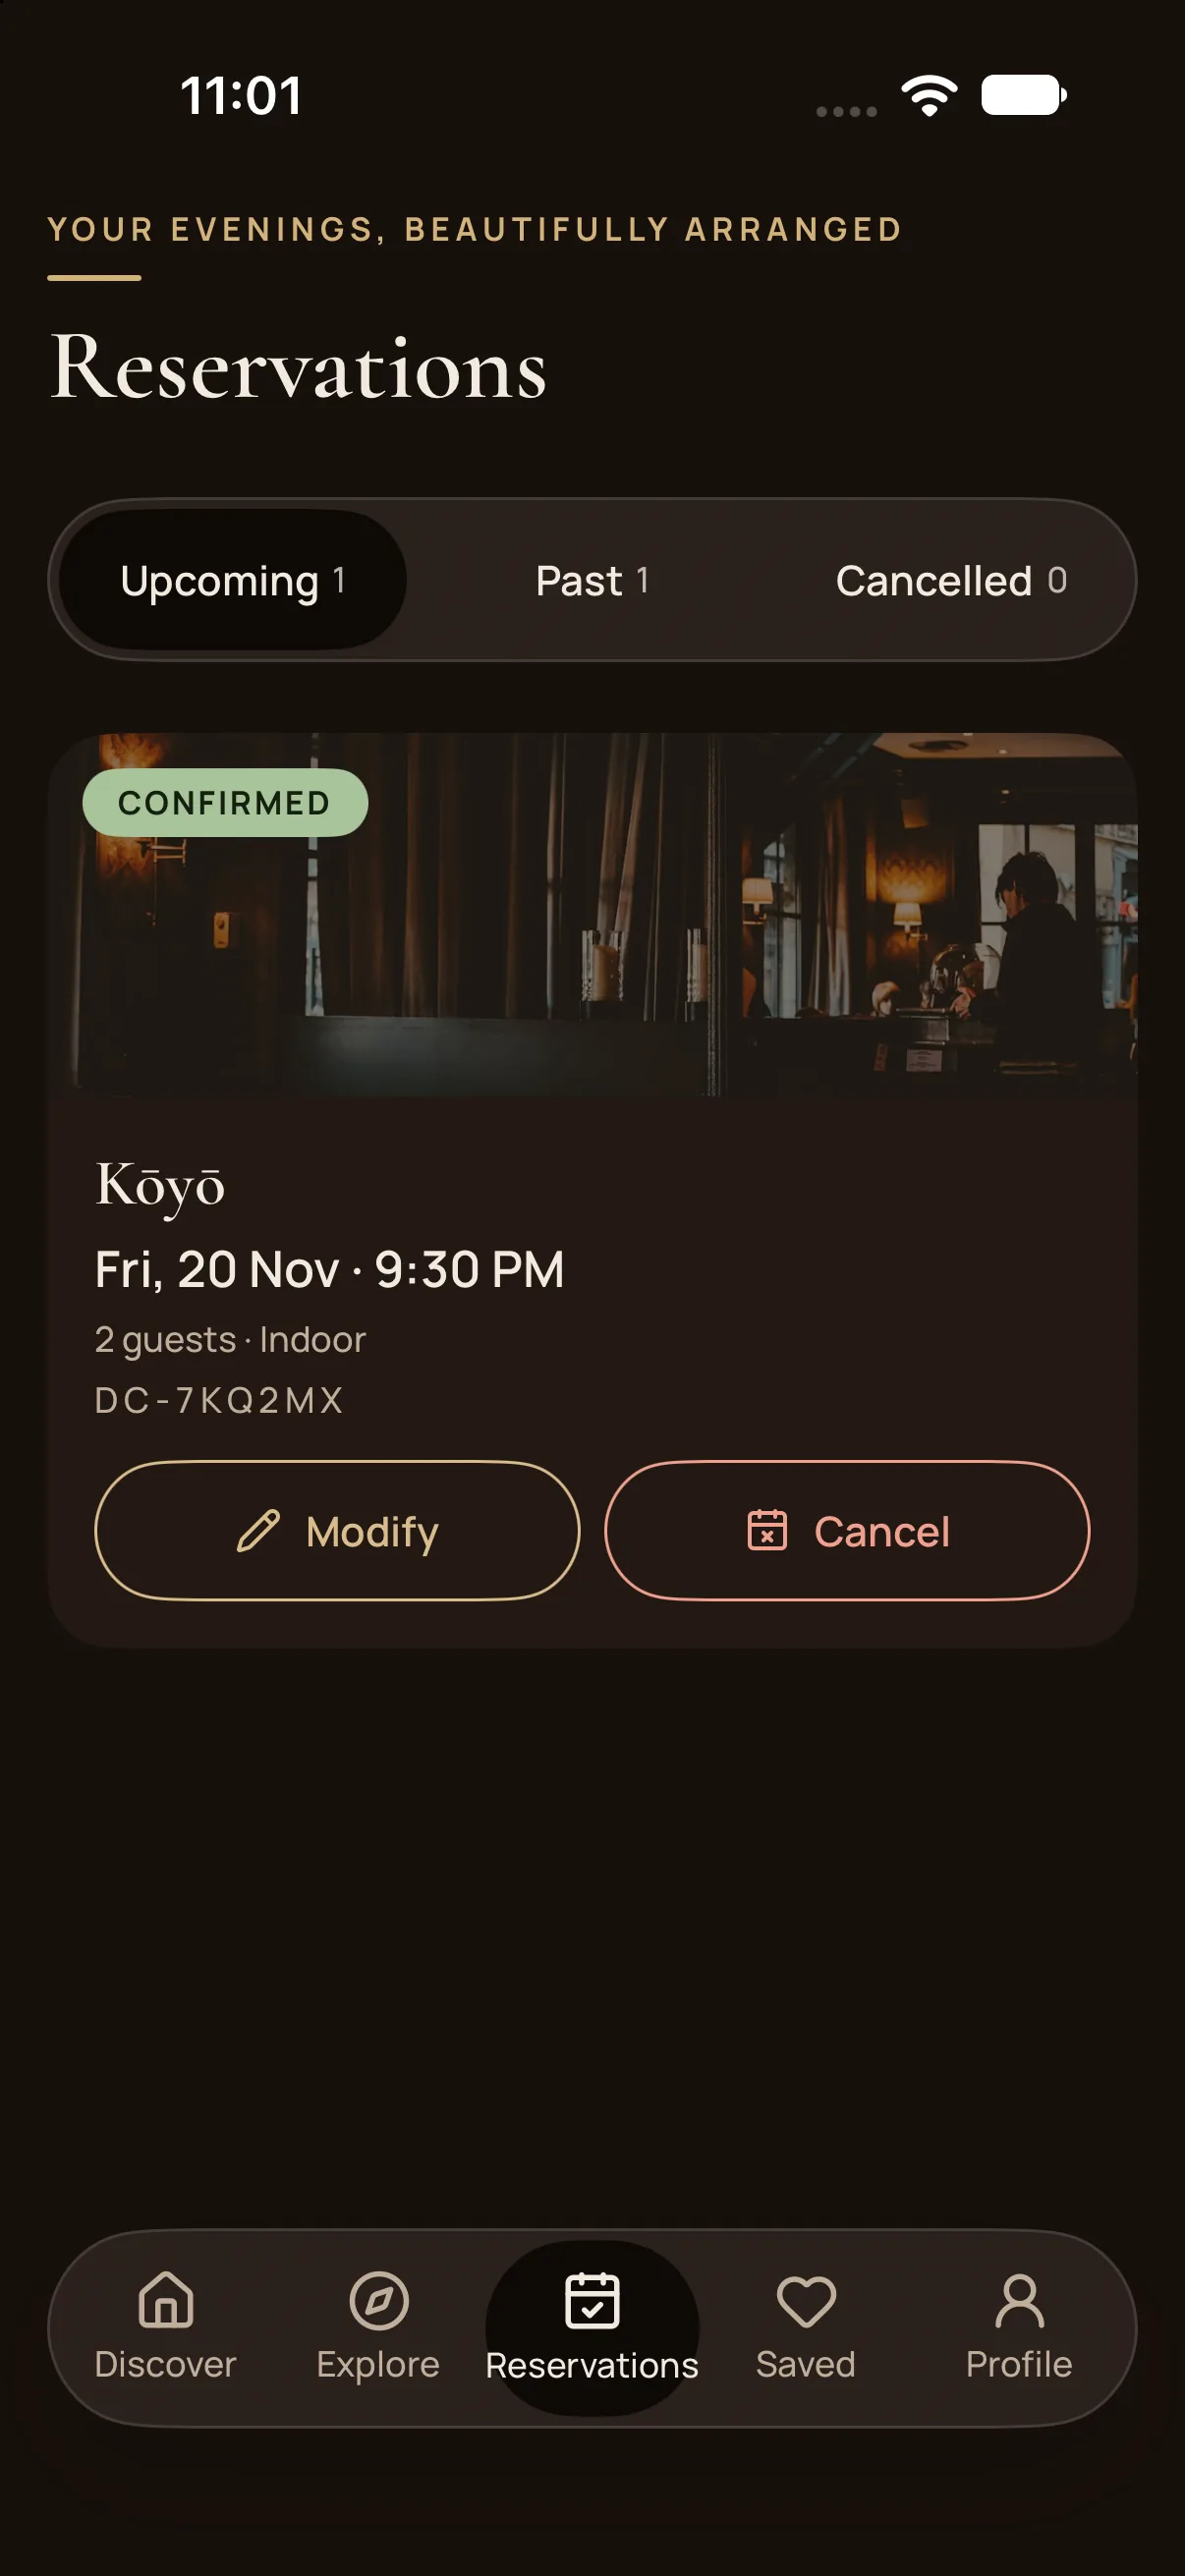 11:01
YOUR EVENINGS, BEAUTIFULLY ARRANGED
Reservations
Upcoming 1 Past 1 Cancelled 0
CONFIRMED
Kōyō
Fri, 20 Nov · 9:30 PM
2 guests · Indoor
DC-7KQ2MX
Modify Cancel
Discover Explore Reservations Saved Profile